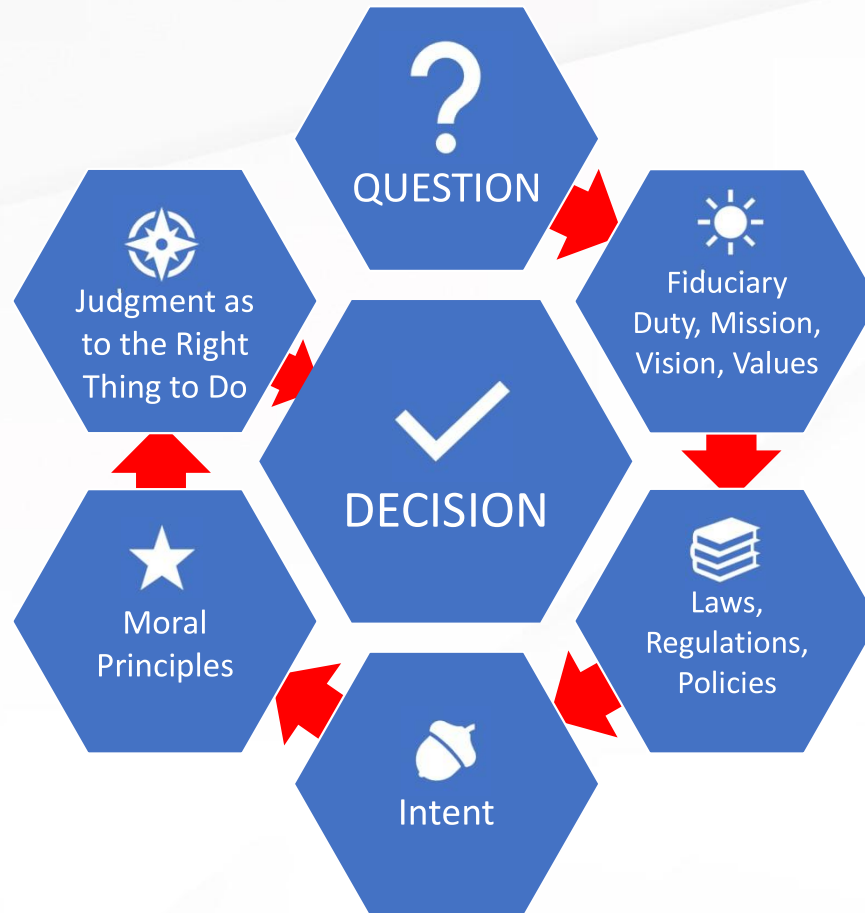 ?
QUESTION
Fiduciary
Duty, Mission,
Vision, Values
Laws,
Regulations,
Policies
Intent
Moral
Principles
Judgment as
to the Right
Thing to Do
DECISION